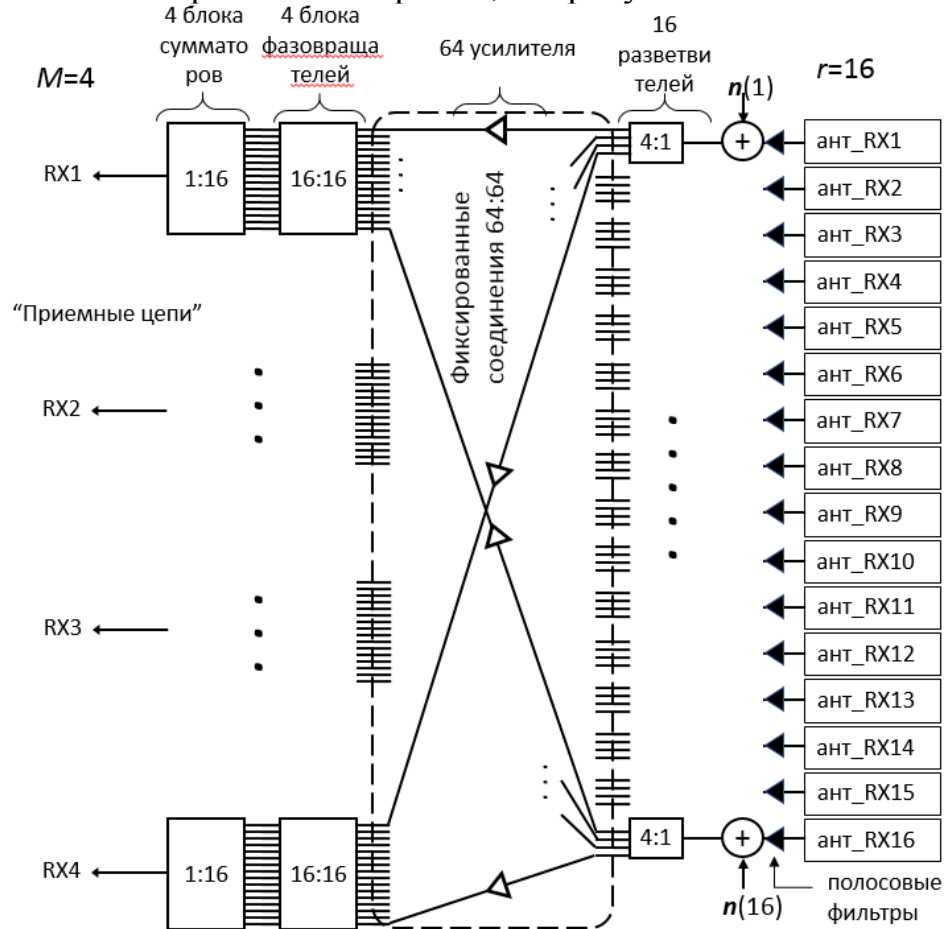 4 блока
суммато
ров
4 блока
фазовраща
телей
64 усилителя
16
разветви
телей
M=4
r=16
n(1)
RX1
1:16
16:16
4:1
+
Фиксированные
соединения 64:64
"Приемные цепи"
RX2
RX3
RX4
1:16
16:16
4:1
+
n(16)
ант_RX1
ант_RX2
ант_RX3
ант_RX4
ант_RX5
ант_RX6
ант_RX7
ант_RX8
ант_RX9
ант_RX10
ант_RX11
ант_RX12
ант_RX13
ант_RX14
ант_RX15
ант_RX16
полосовые
фильтры